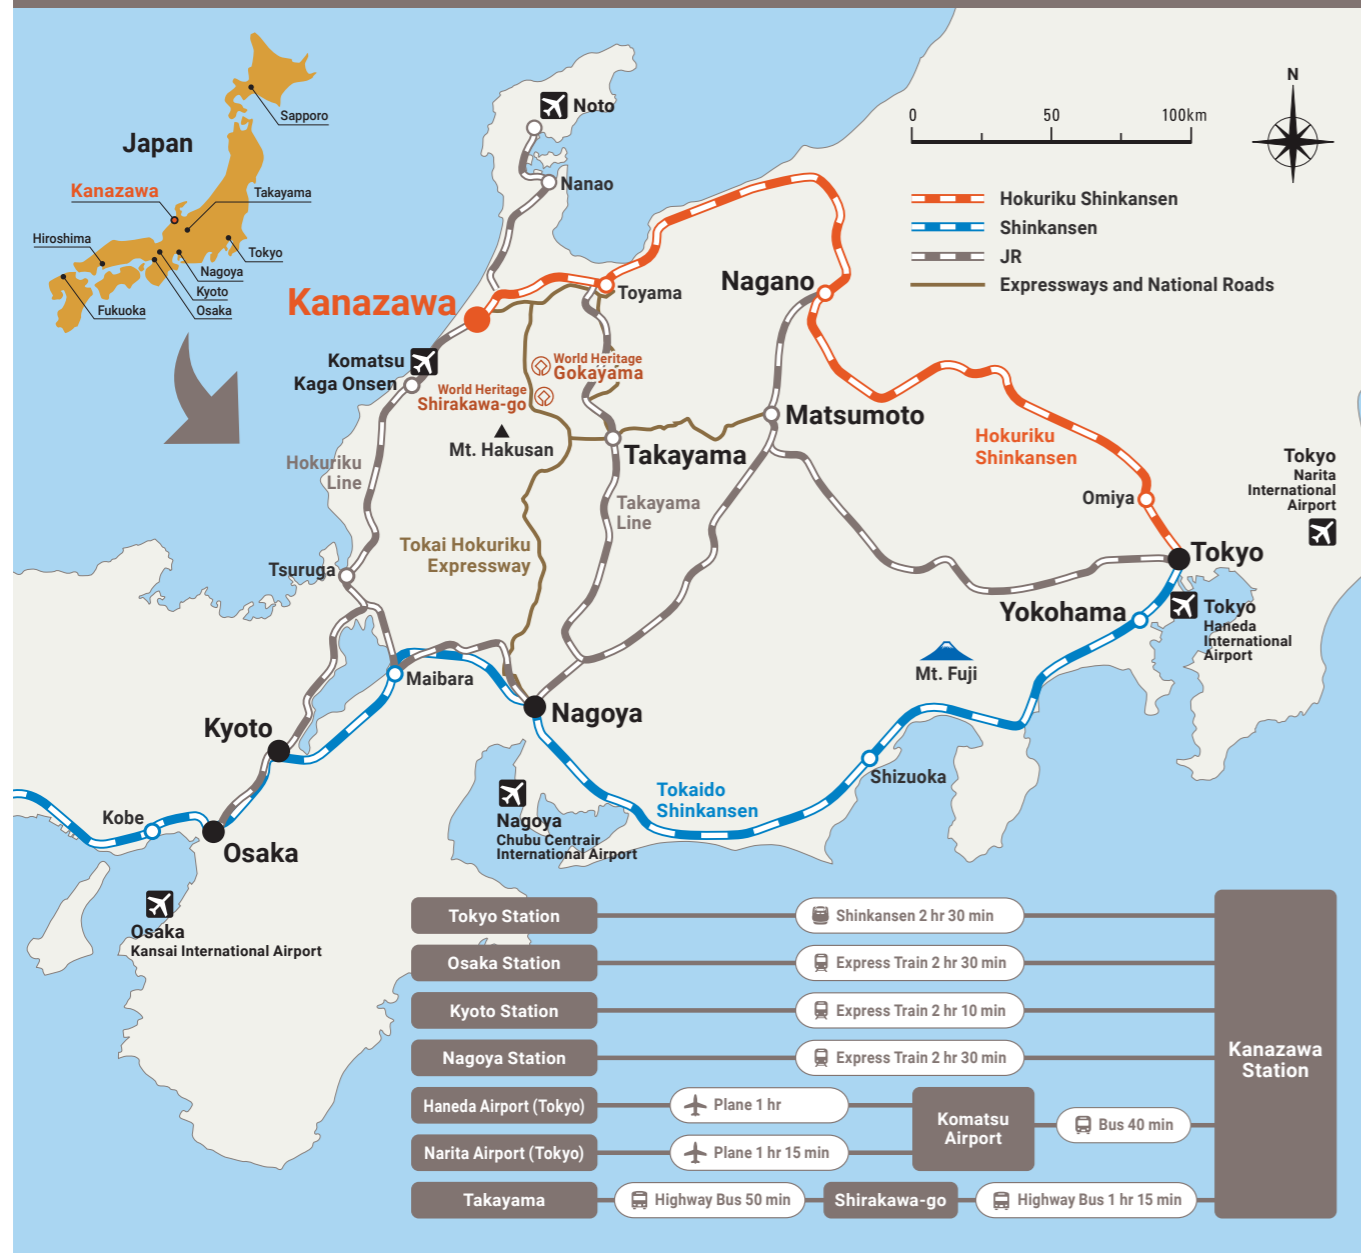 Japan
Sapporo
Kanazawa
Takayama
Hiroshima
Tokyo
Nagoya
Kyoto
Fukuoka
Osaka
Noto
Nanao
0 50 100km
N
Hokuriku Shinkansen
Shinkansen
JR
Expressways and National Roads
Kanazawa
Toyama
Nagano
Komatsu
Kaga Onsen
World Heritage
Gokayama
World Heritage
Shirakawa-go
Mt. Hakusan
Takayama
Matsumoto
Hokuriku
Shinkansen
Hokuriku
Line
Takayama
Line
Omiya
Tokyo
Narita
International
Airport
Tokai Hokuriku
Expressway
Tsuruga
Tokyo
Yokohama
Tokyo
Haneda
International
Airport
Mt. Fuji
Maibara
Nagoya
Kyoto
Shizuoka
Tokaido
Shinkansen
Kobe
Osaka
Nagoya
Chubu Centrair
International Airport
Osaka
Kansai International Airport
Tokyo Station Shinkansen 2 hr 30 min
Osaka Station Express Train 2 hr 30 min
Kyoto Station Express Train 2 hr 10 min
Nagoya Station Express Train 2 hr 30 min
Kanazawa
Station
Haneda Airport (Tokyo) Plane 1 hr
Komatsu
Airport
Bus 40 min
Narita Airport (Tokyo) Plane 1 hr 15 min
Takayama Highway Bus 50 min Shirakawa-go Highway Bus 1 hr 15 min